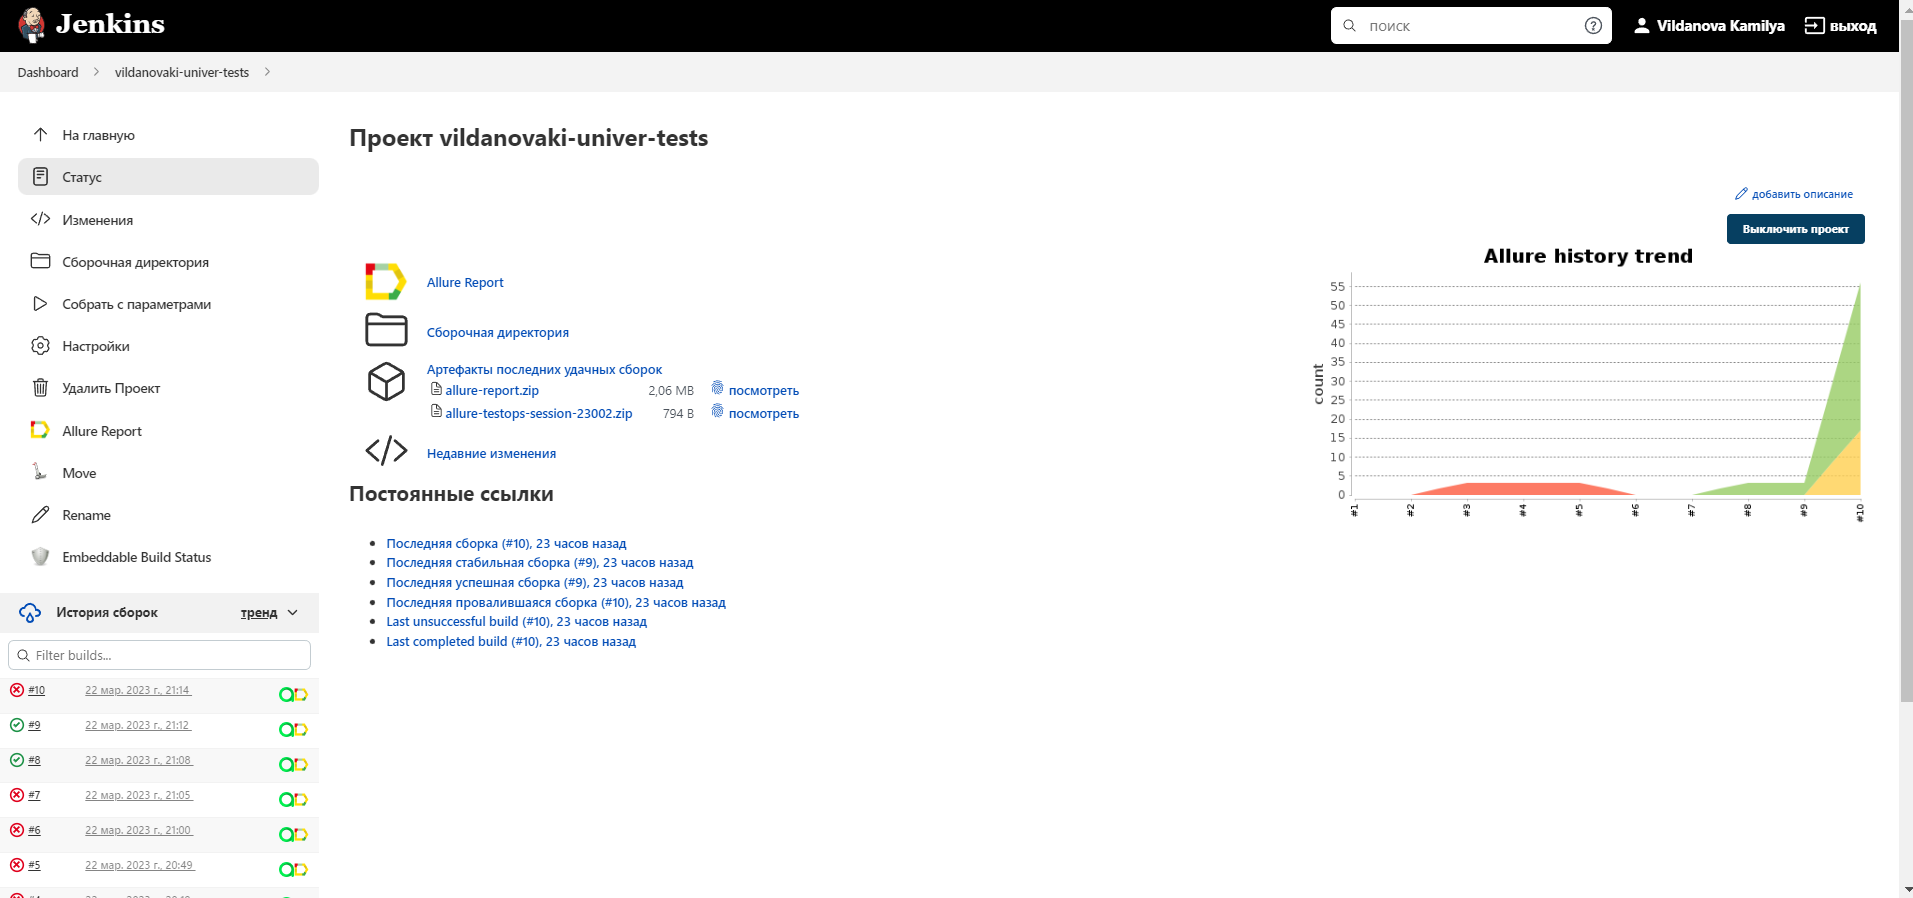 Jenkins
поиск
Vildanova Kamilya
выход
Dashboard
vildanovaki-univer-tests
На главную
Статус
Изменения
Сборочная директория
Собрать с параметрами
Настройки
Удалить Проект
Allure Report
Move
Rename
Embeddable Build Status
История сборок
тренд
Filter builds...
#10 22 мар. 2023 г., 21:14
#9 22 мар. 2023 г., 21:12
#8 22 мар. 2023 г., 21:08
#7 22 мар. 2023 г., 21:05
#6 22 мар. 2023 г., 21:00
#5 22 мар. 2023 г., 20:49
Проект vildanovaki-univer-tests
добавить описание
Выключить проект
Allure Report
Сборочная директория
Артефакты последних удачных сборок
allure-report.zip 2,06 MB посмотреть
allure-testops-session-23002.zip 794 B посмотреть
Недавние изменения
Постоянные ссылки
Последняя сборка (#10), 23 часов назад
Последняя стабильная сборка (#9), 23 часов назад
Последняя успешная сборка (#9), 23 часов назад
Последняя провалившаяся сборка (#10), 23 часов назад
Last unsuccessful build (#10), 23 часов назад
Last completed build (#10), 23 часов назад
Allure history trend
count
55
50
45
40
35
30
25
20
15
10
5
0
#1 #2 #3 #4 #5 #6 #7 #8 #9 #10